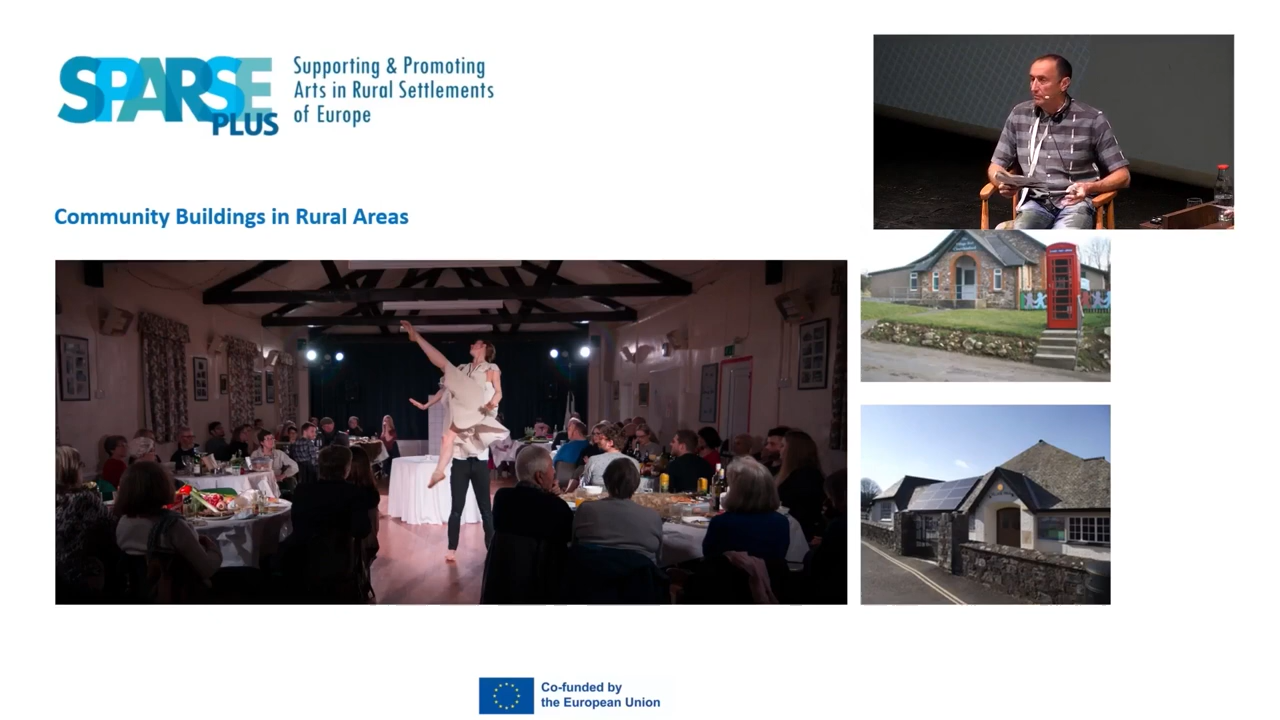 SPARSE
PLUS
Supporting & Promoting
Arts in Rural Settlements
of Europe
Community Buildings in Rural Areas
Co-funded by
the European Union